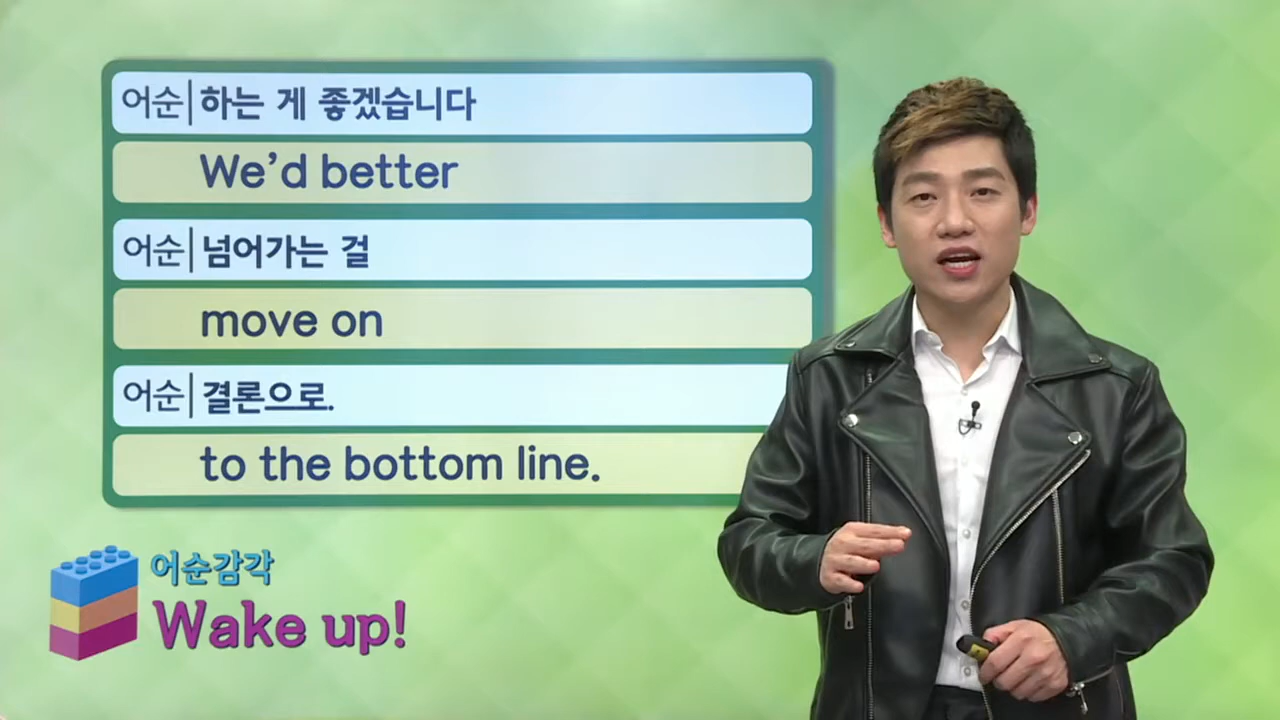 어순|하는 게 좋겠습니다
We’d better
어순|넘어가는 걸
move on
어순|결론으로.
to the bottom line.
어순감각
Wake up!